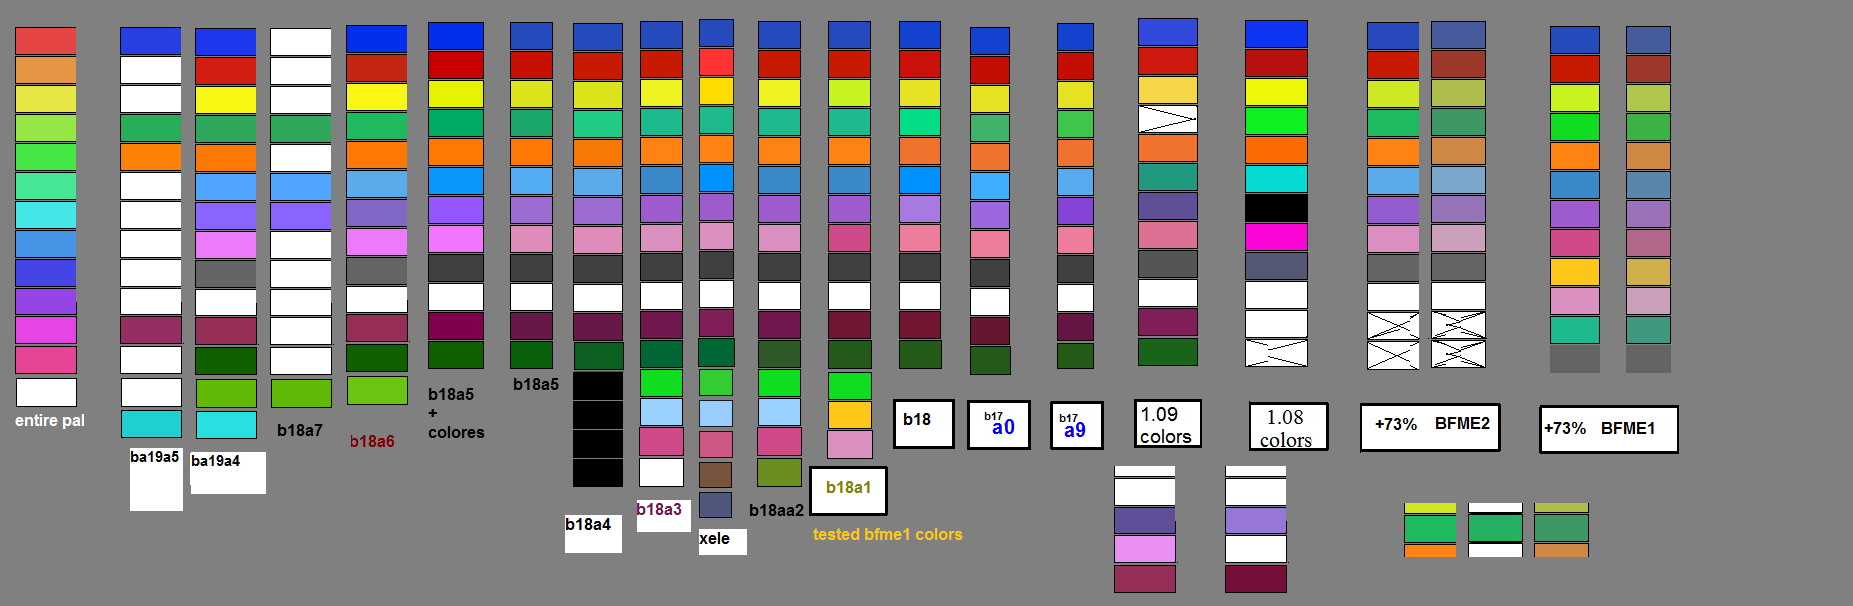 entire pal
ba19a5
ba19a4
b18a7
b18a6
b18a5
+
colores
b18a5
b18a4
b18a3
xele
b18aa2
b18a1
tested bfme1 colors
b18
b17
a0
b17
a9
1.09
colors
1.08
colors
+73% BFME2
+73% BFME1